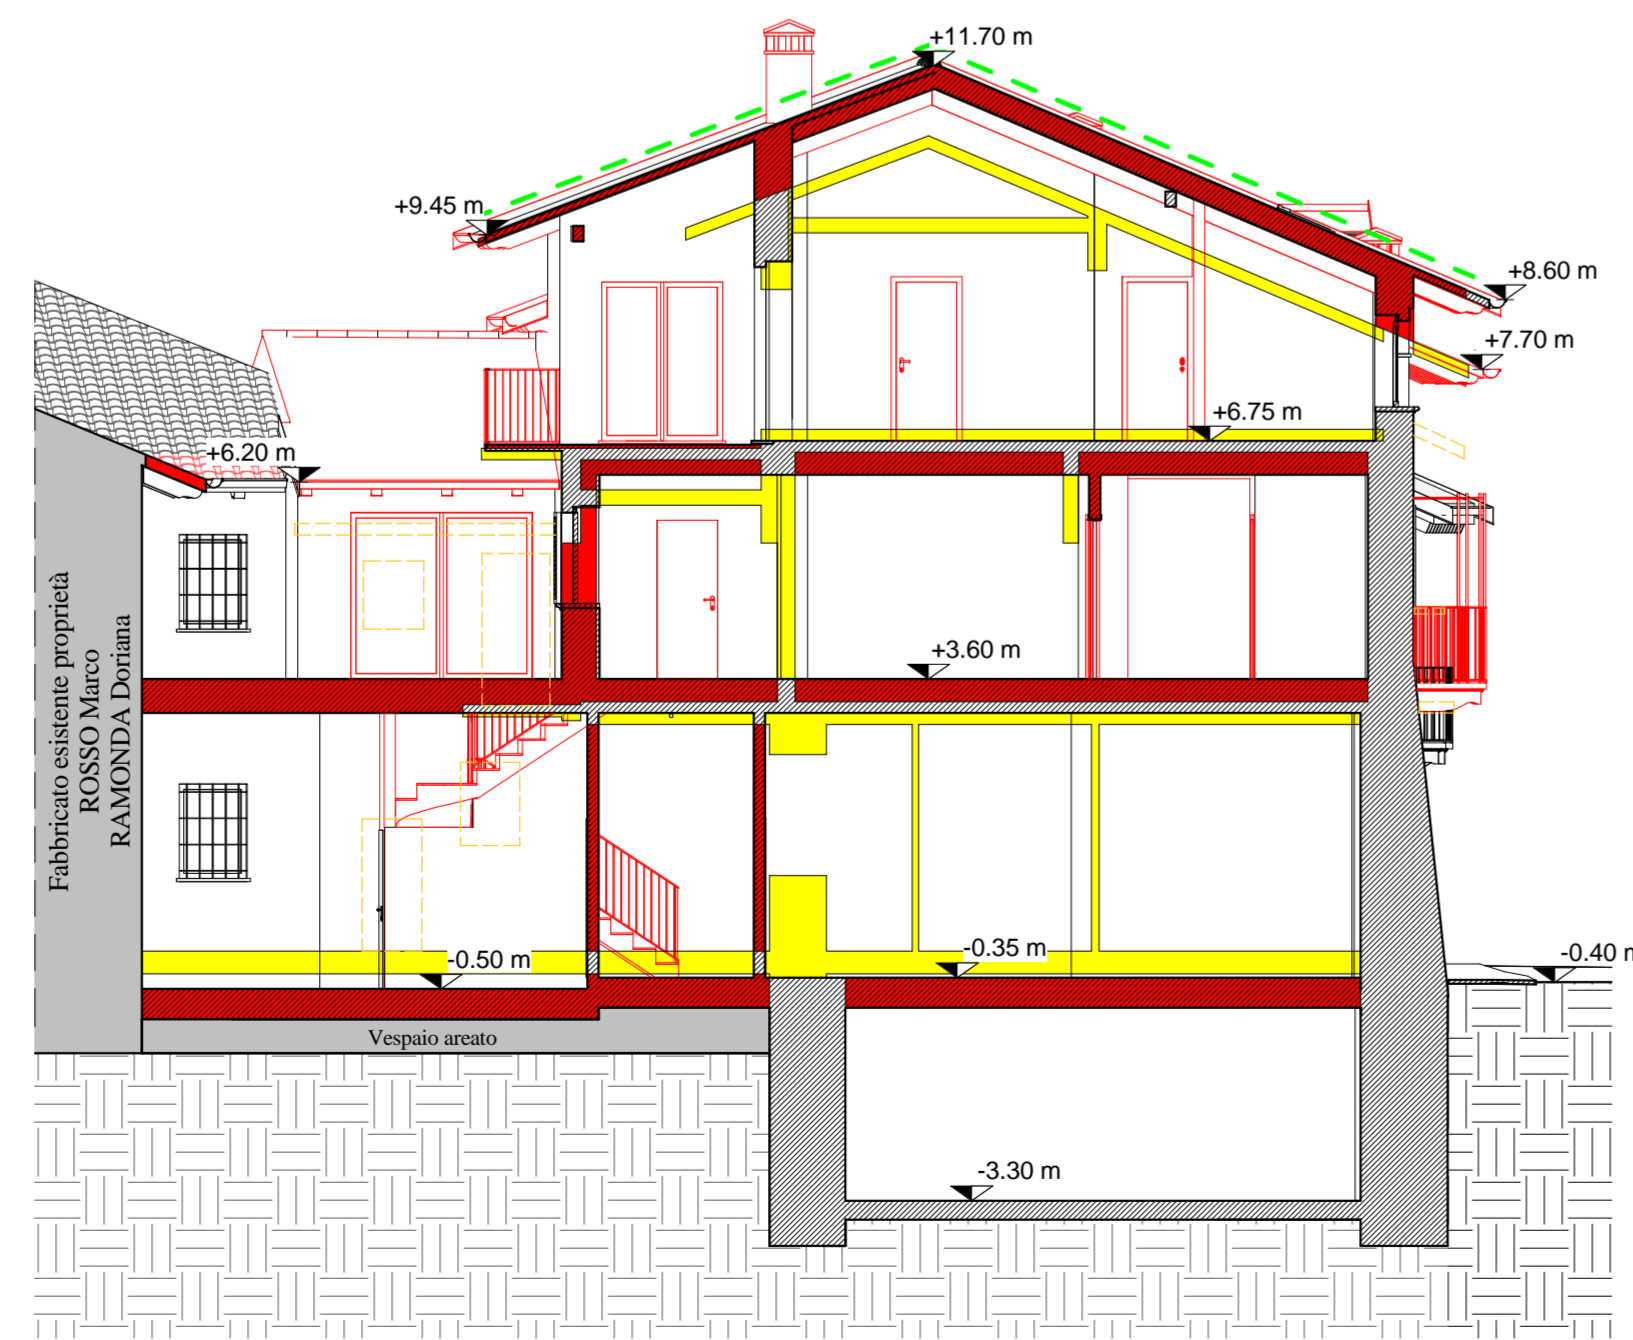 +11.70 m
+9.45 m
+8.60 m
+7.70 m
+6.75 m
+6.20 m
+3.60 m
Fabbricato esistente proprietà
ROSSO Marco
RAMONDA Doriana
-0.50 m
-0.35 m
-0.40 m
Vespaio areato
-3.30 m